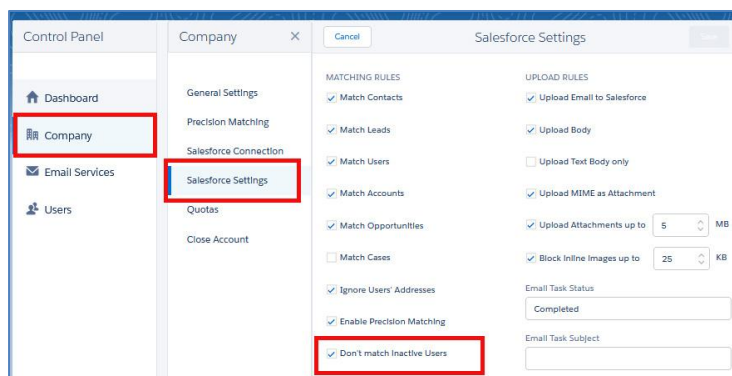 Control Panel
Dashboard
Company
Email Services
Users
Company ×
General Settings
Precision Matching
Salesforce Connection
Salesforce Settings
Quotas
Close Account
Cancel
Salesforce Settings
Save
MATCHING RULES
Match Contacts
Match Leads
Match Users
Match Accounts
Match Opportunities
Match Cases
Ignore Users' Addresses
Enable Precision Matching
Don't match Inactive Users
UPLOAD RULES
Upload Email to Salesforce
Upload Body
Upload Text Body only
Upload MIME as Attachment
Upload Attachments up to 5 MB
Block Inline Images up to 25 KB
Email Task Status
Completed
Email Task Subject